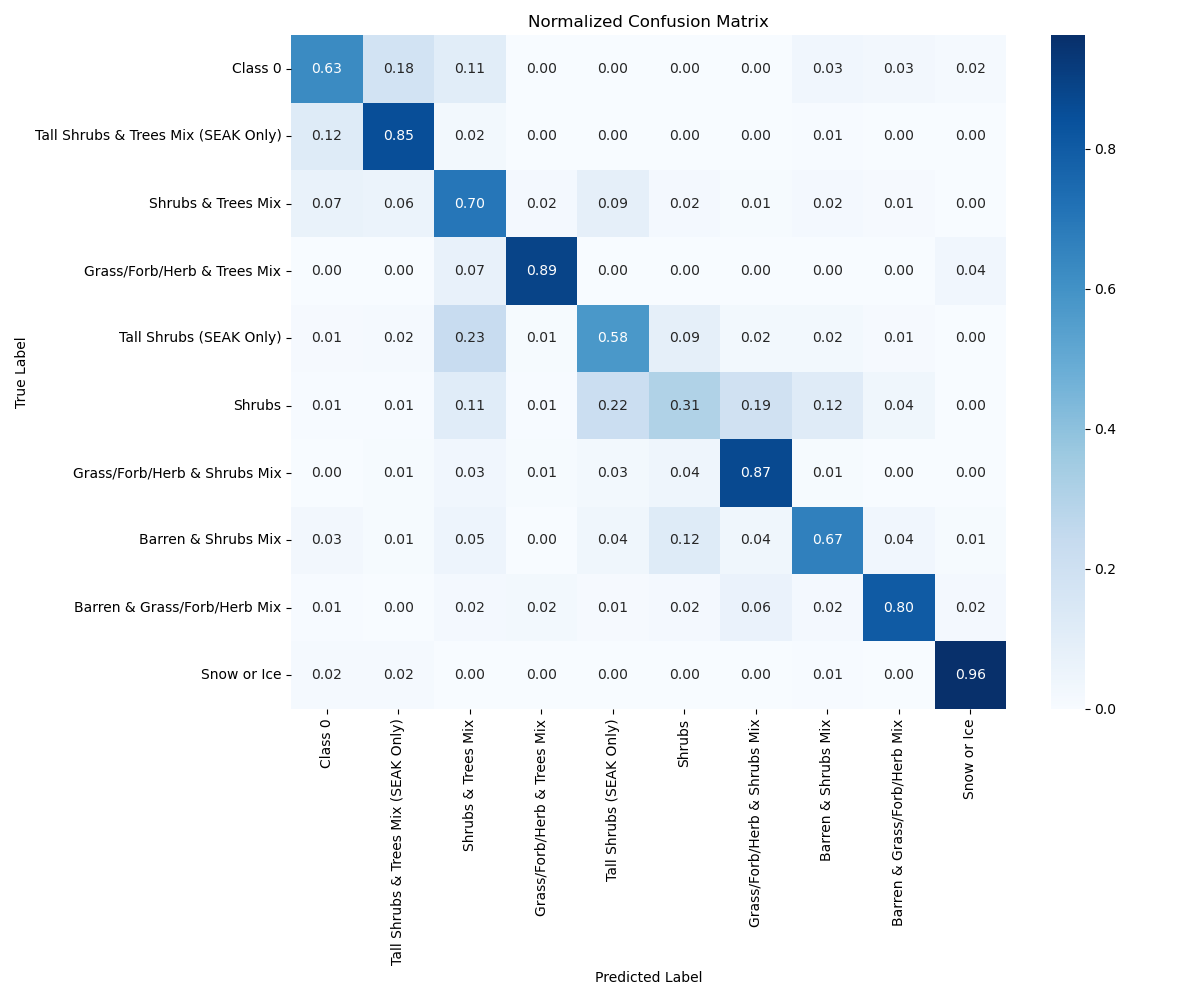 Normalized Confusion Matrix
Class 0 0.63 0.18 0.11 0.00 0.00 0.00 0.00 0.03 0.03 0.02
Tall Shrubs & Trees Mix (SEAK Only) 0.12 0.85 0.02 0.00 0.00 0.00 0.00 0.01 0.00 0.00
Shrubs & Trees Mix 0.07 0.06 0.70 0.02 0.09 0.02 0.01 0.02 0.01 0.00
Grass/Forb/Herb & Trees Mix 0.00 0.00 0.07 0.89 0.00 0.00 0.00 0.00 0.00 0.04
Tall Shrubs (SEAK Only) 0.01 0.02 0.23 0.01 0.58 0.09 0.02 0.02 0.01 0.00
Shrubs 0.01 0.01 0.11 0.01 0.22 0.31 0.19 0.12 0.04 0.00
Grass/Forb/Herb & Shrubs Mix 0.00 0.01 0.03 0.01 0.03 0.04 0.87 0.01 0.00 0.00
Barren & Shrubs Mix 0.03 0.01 0.05 0.00 0.04 0.12 0.04 0.67 0.04 0.01
Barren & Grass/Forb/Herb Mix 0.01 0.00 0.02 0.02 0.01 0.02 0.06 0.02 0.80 0.02
Snow or Ice 0.02 0.02 0.00 0.00 0.00 0.00 0.00 0.01 0.00 0.96
True Label
Class 0
Tall Shrubs & Trees Mix (SEAK Only)
Shrubs & Trees Mix
Grass/Forb/Herb & Trees Mix
Tall Shrubs (SEAK Only)
Shrubs
Grass/Forb/Herb & Shrubs Mix
Barren & Shrubs Mix
Barren & Grass/Forb/Herb Mix
Snow or Ice
Predicted Label
0.8
0.6
0.4
0.2
0.0